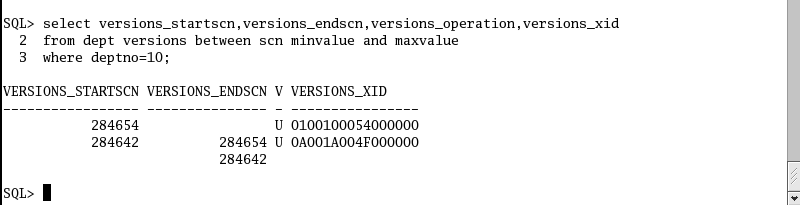 SQL> select versions_startscn,versions_endscn,versions_operation,versions_xid
2 from dept versions between scn minvalue and maxvalue
3 where deptno=10;
VERSIONS_STARTSCN VERSIONS_ENDSCN V VERSIONS_XID
----------------- --------------- - ----------------
284654 U 0100100054000000
284642 284654 U 0A001A004F000000
284642
SQL>